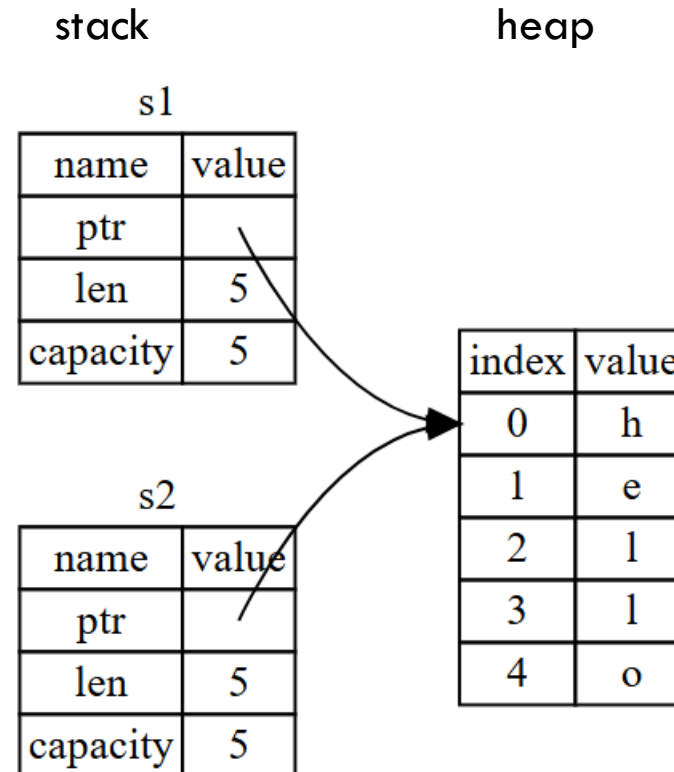 stack heap
s1
name value
ptr
len 5
capacity 5
index value
0 h
1 e
2 l
3 l
4 o
s2
name value
ptr
len 5
capacity 5